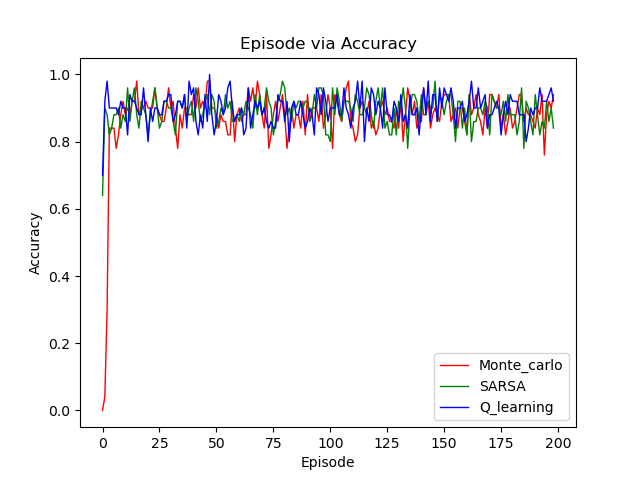 Episode via Accuracy
Accuracy
1.0
0.8
0.6
0.4
0.2
0.0
Monte_carlo
SARSA
Q_learning
0 25 50 75 100 125 150 175 200
Episode